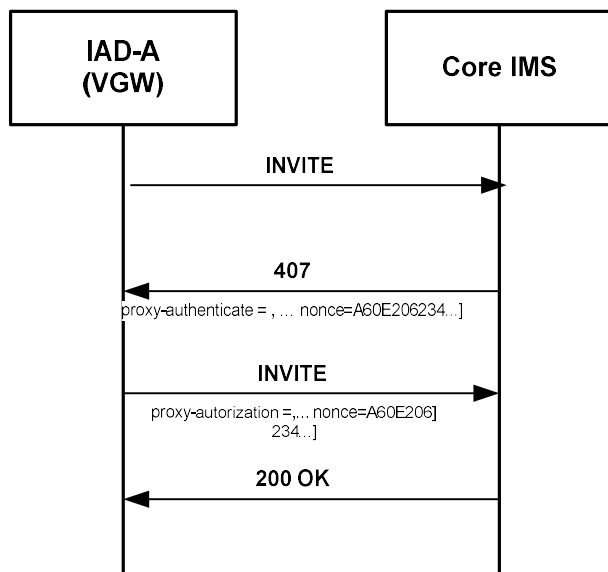 IAD-A
(VGW)
Core IMS
INVITE
407
proxy-authenticate = , ... nonce=A60E206234...]
INVITE
proxy-autorization =,... nonce=A60E206]
234...]
200 OK